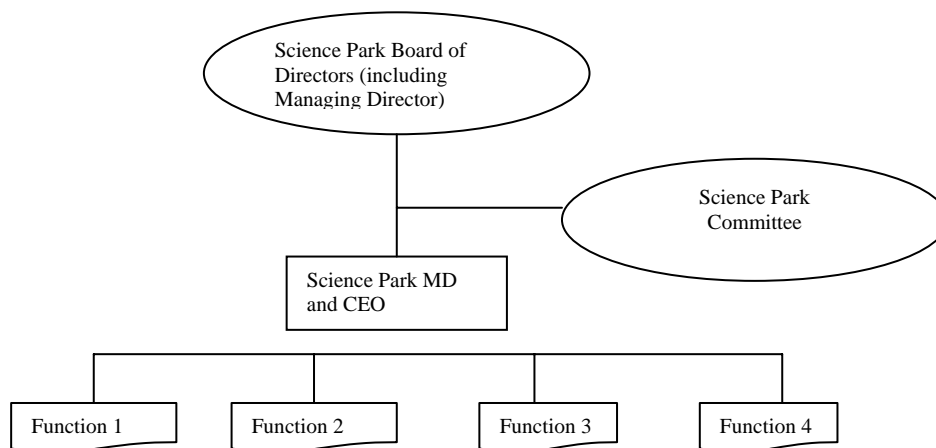 Science Park Board of
Directors (including
Managing Director)
Science Park
Committee
Science Park MD
and CEO
Function 1
Function 2
Function 3
Function 4